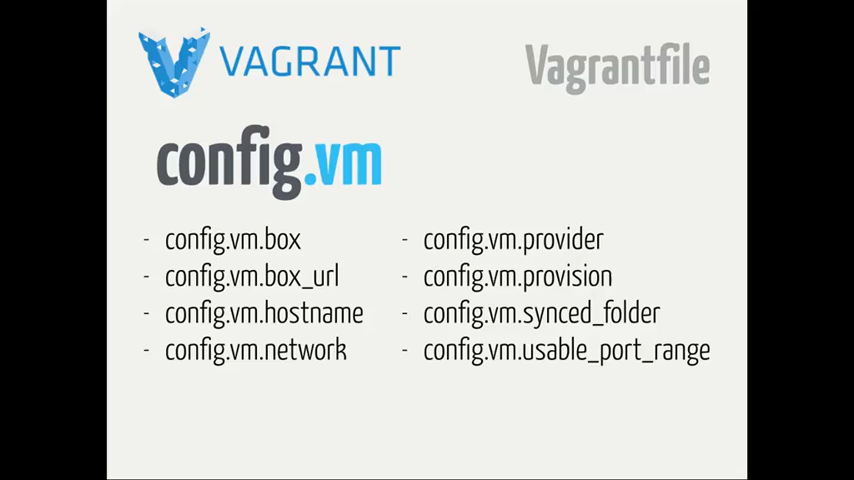 VAGRANT
Vagrantfile
config.vm
- config.vm.box
- config.vm.box_url
- config.vm.hostname
- config.vm.network
- config.vm.provider
- config.vm.provision
- config.vm.synced_folder
- config.vm.usable_port_range